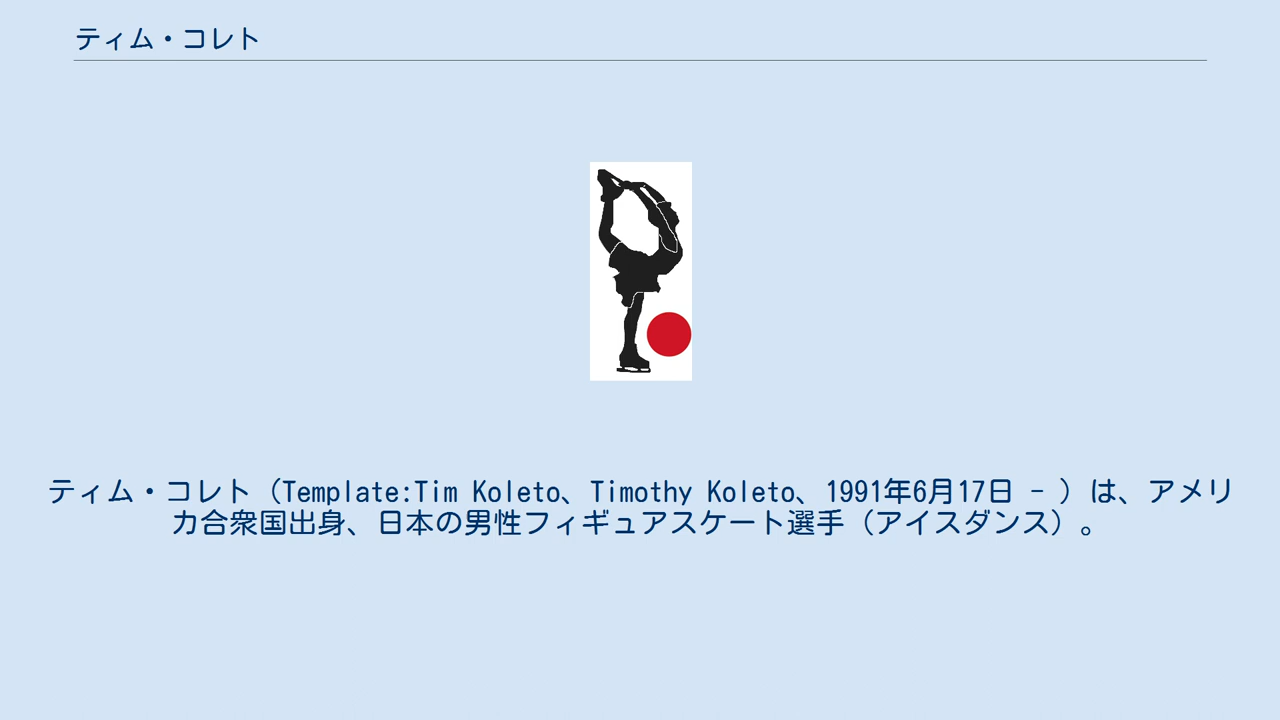 ティム・コレト
ティム・コレト（Template:Tim Koleto、Timothy Koleto、1991年6月17日 - ）は、アメリ
カ合衆国出身、日本の男性フィギュアスケート選手（アイスダンス）。